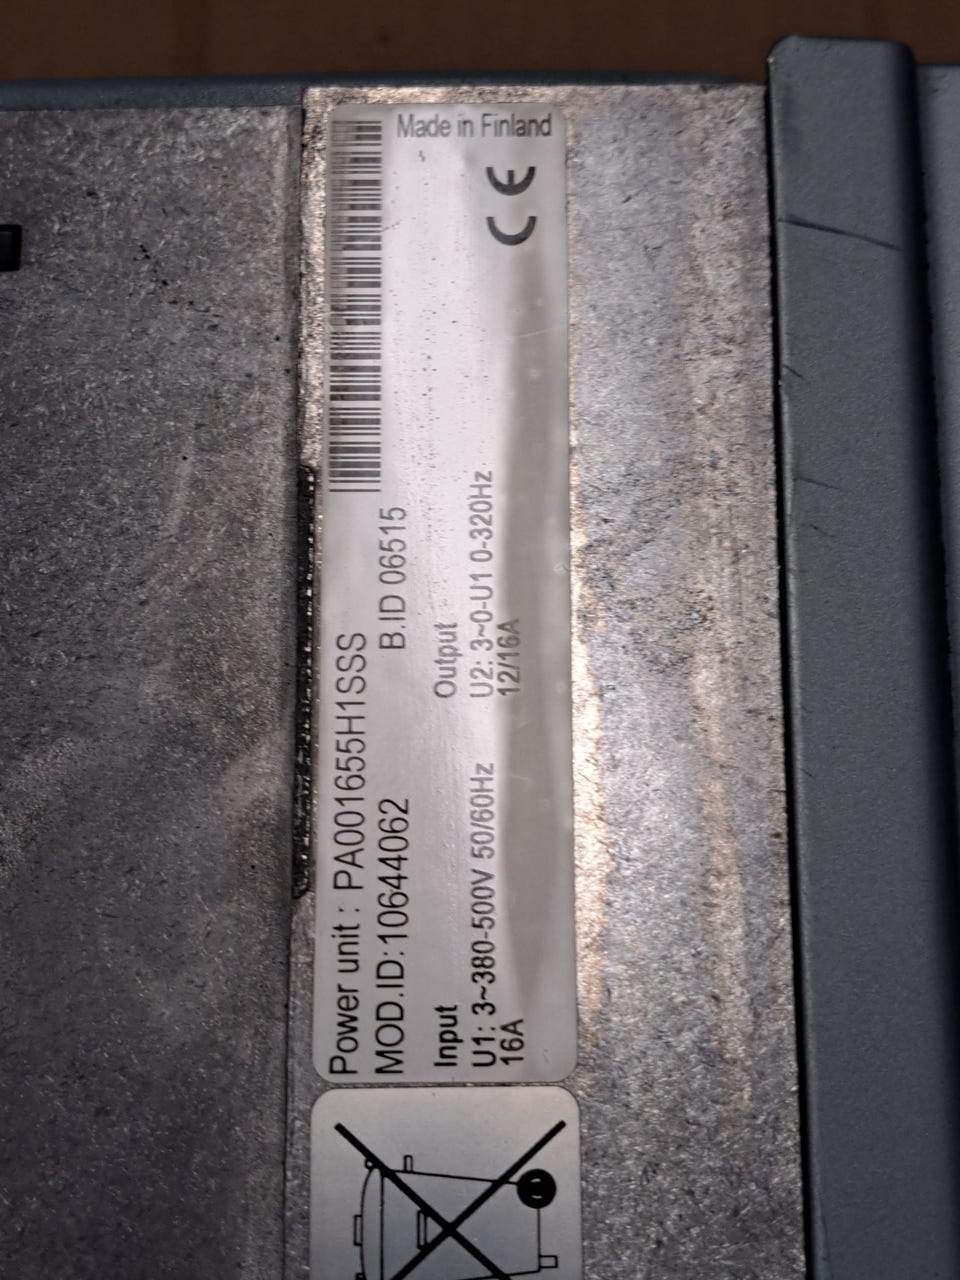 Power unit : PA001655H1SSS
MOD.ID:10644062 B.ID 06515
Made in Finland
CE
Input
U1: 3~380-500V 50/60Hz
16A
Output
U2: 3~0-U1 0-320Hz
12/16A